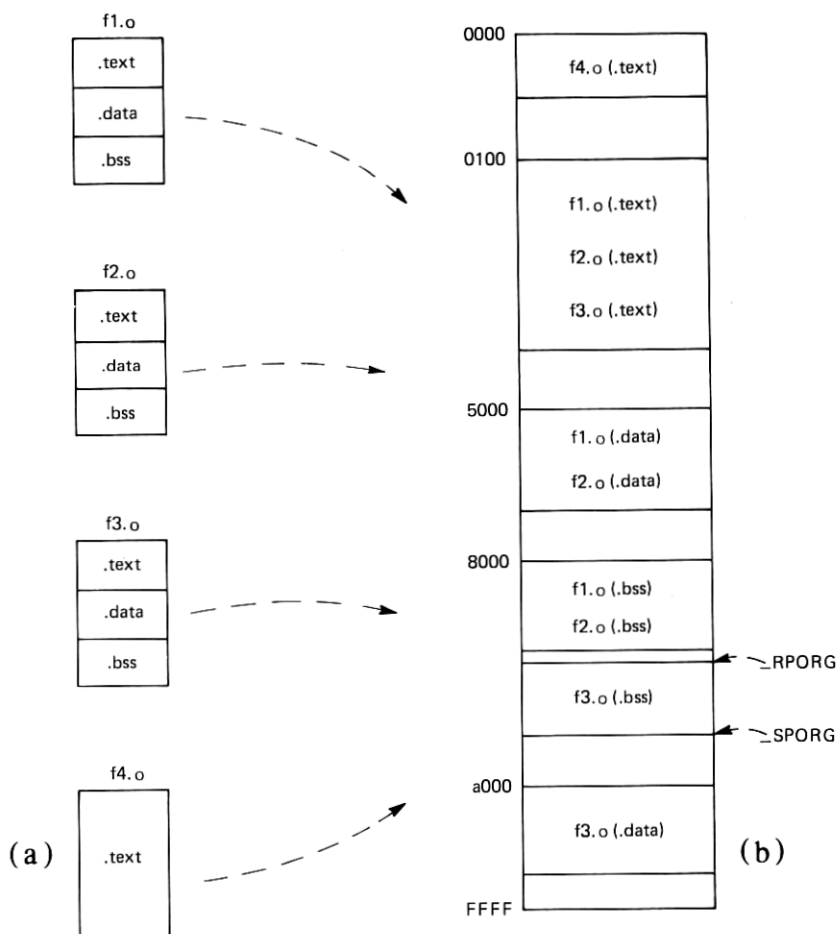 f1.o
.text
.data
.bss
f2.o
.text
.data
.bss
f3.o
.text
.data
.bss
f4.o
.text
(a)
0000
f4.o (.text)
0100
f1.o (.text)
f2.o (.text)
f3.o (.text)
5000
f1.o (.data)
f2.o (.data)
8000
f1.o (.bss)
f2.o (.bss)
_RPORG
f3.o (.bss)
_SPORG
a000
f3.o (.data)
FFFF
(b)